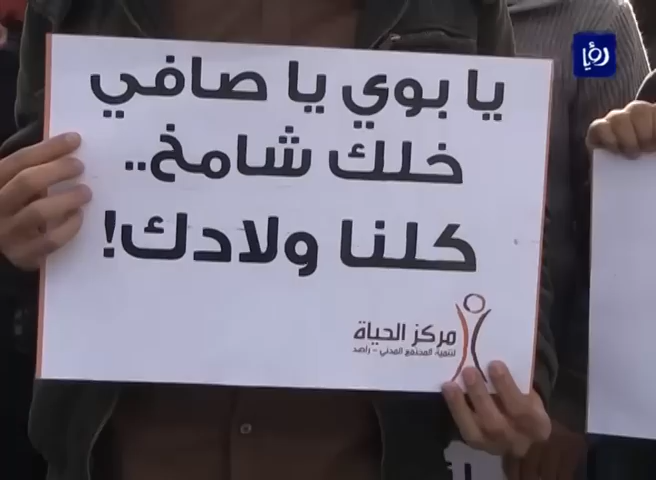 رؤيا
يا بوي يا صافي
خلك شامخ..
كلنا ولادك!
مركز الحياة
لتنمية المجتمع المدني - راصد